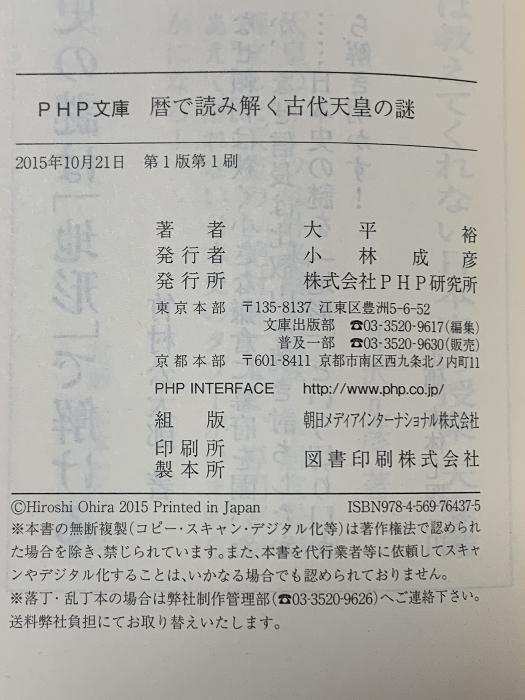 PHP文庫 暦で読み解く古代天皇の謎
2015年10月21日 第1版第1刷
著者 大平裕
発行者 小林成彦
発行所 株式会社PHP研究所
東京本部 〒135-8137 江東区豊洲5-6-52
文庫出版部 ☎03-3520-9617(編集)
普及一部 ☎03-3520-9630(販売)
京都本部 〒601-8411 京都市南区西九条北ノ内町11
PHP INTERFACE http://www.php.co.jp/
組版 朝日メディアインターナショナル株式会社
印刷所
製本所
図書印刷株式会社
©Hiroshi Ohira 2015 Printed in Japan ISBN978-4-569-76437-5
※本書の無断複製(コピー・スキャン・デジタル化等)は著作権法で認められ
た場合を除き、禁じられています。また、本書を代行業者等に依頼してスキャ
ンやデジタル化することは、いかなる場合でも認められておりません。
※落丁・乱丁本の場合は弊社制作管理部(☎03-3520-9626)へご連絡下さい。
送料弊社負担にてお取り替えいたします。